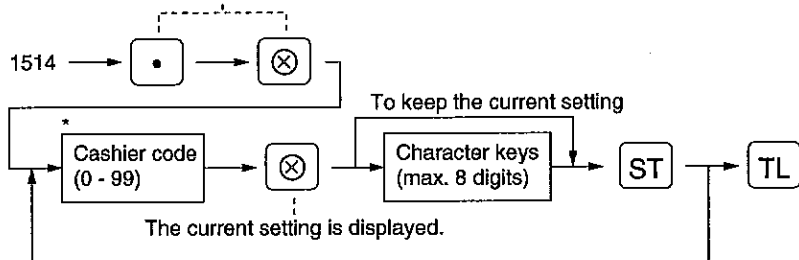 1514 • ⊗
To keep the current setting
*
Cashier code
(0 - 99)
⊗
Character keys
(max. 8 digits)
ST
TL
The current setting is displayed.